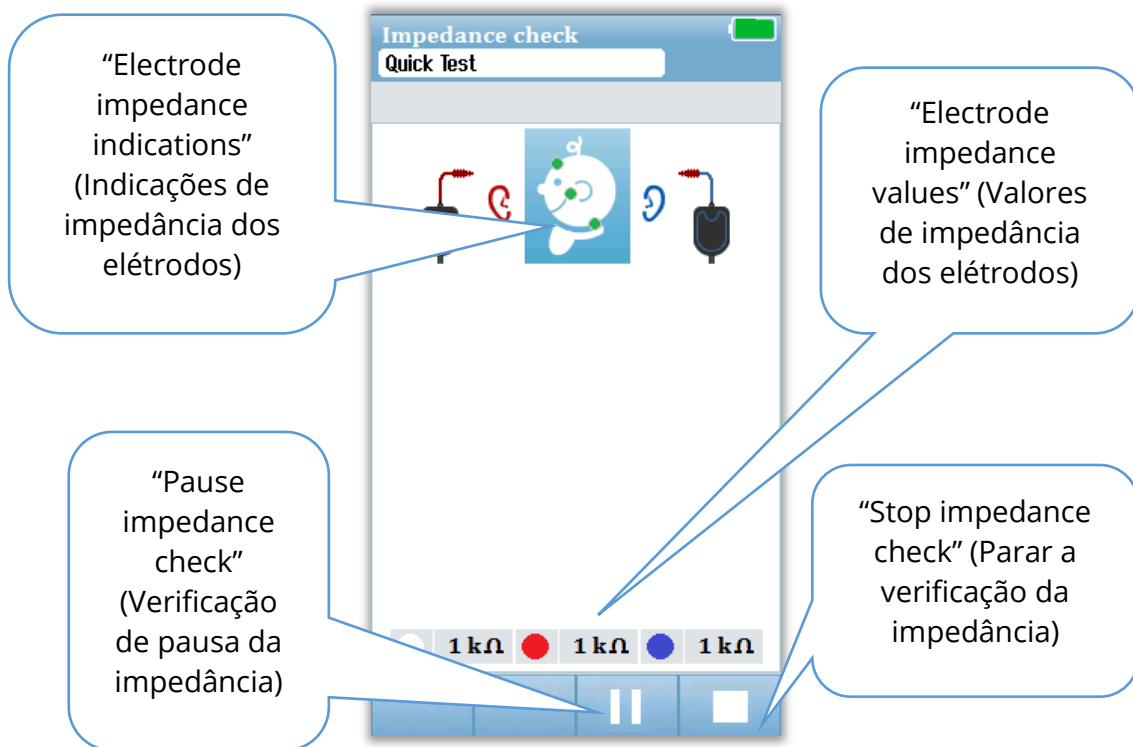 “Electrode
impedance
indications”
(Indicações de
impedância dos
elétrodos)
Impedance check
Quick Test
“Electrode
impedance
values” (Valores
de impedância
dos elétrodos)
“Pause
impedance
check”
(Verificação
de pausa da
impedância)
“Stop impedance
check” (Parar a
verificação da
impedância)
1 kΩ 1 kΩ 1 kΩ